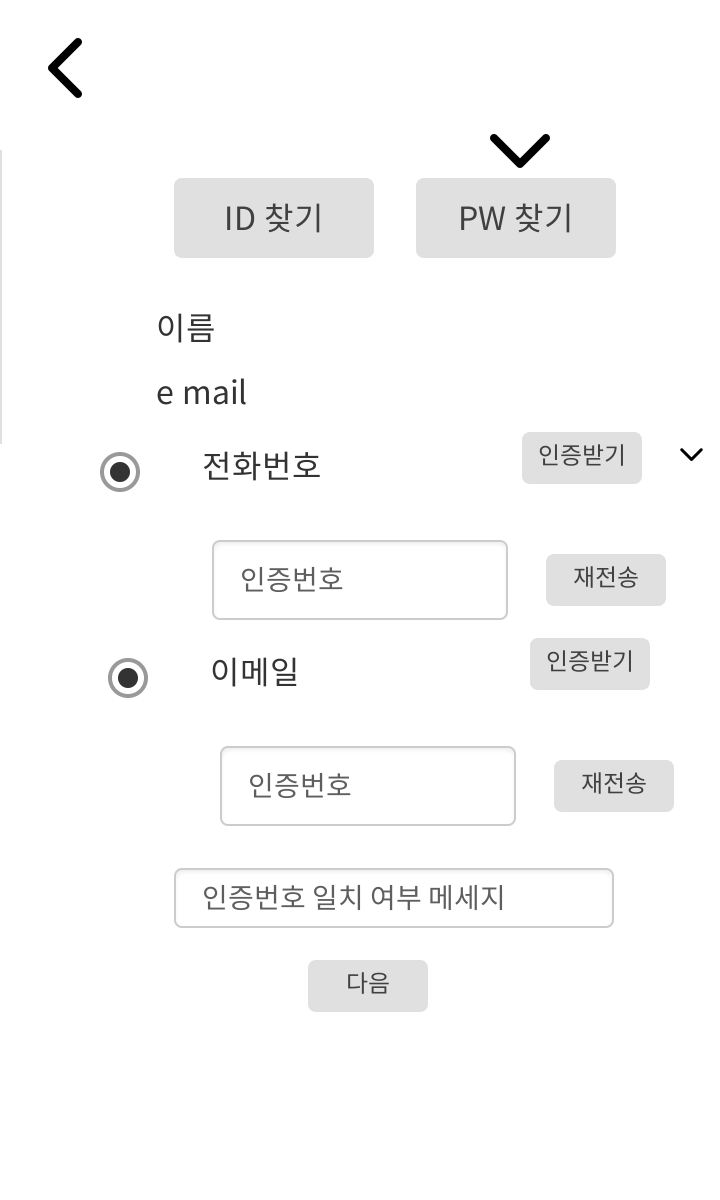 ID 찾기 PW 찾기
이름
e mail
전화번호 인증받기
인증번호 재전송
이메일 인증받기
인증번호 재전송
인증번호 일치 여부 메세지
다음